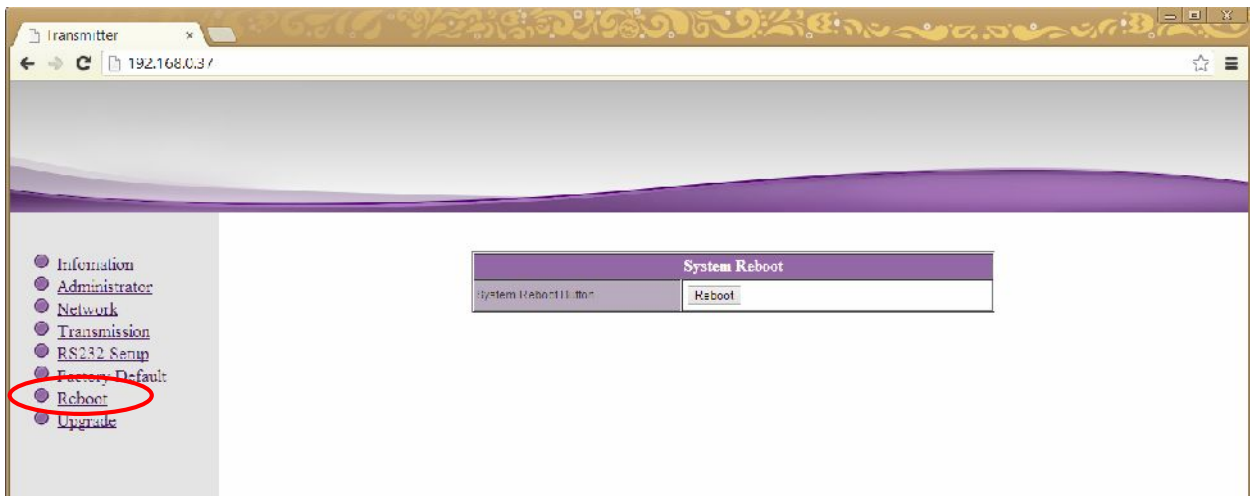 Transmitter
192.168.0.37
Infomation
Administrator
Network
Transmission
RS232 Setup
Factory Default
Reboot
Upgrade
System Reboot
System Reboot Button
Reboot